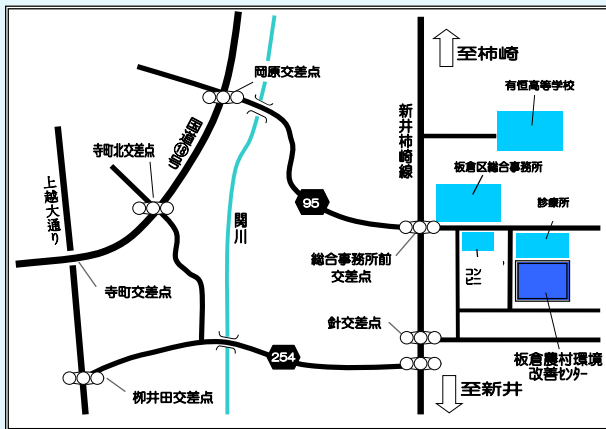 至柿崎
岡原交差点
有恒高等学校
新井柿崎線
国道18号
寺町北交差点
板倉区総合事務所
上越大通り
95
診療所
関川
総合事務所前
交差点
コンビニ
寺町交差点
針交差点
254
板倉農村環境
改善センター
至新井
柳井田交差点